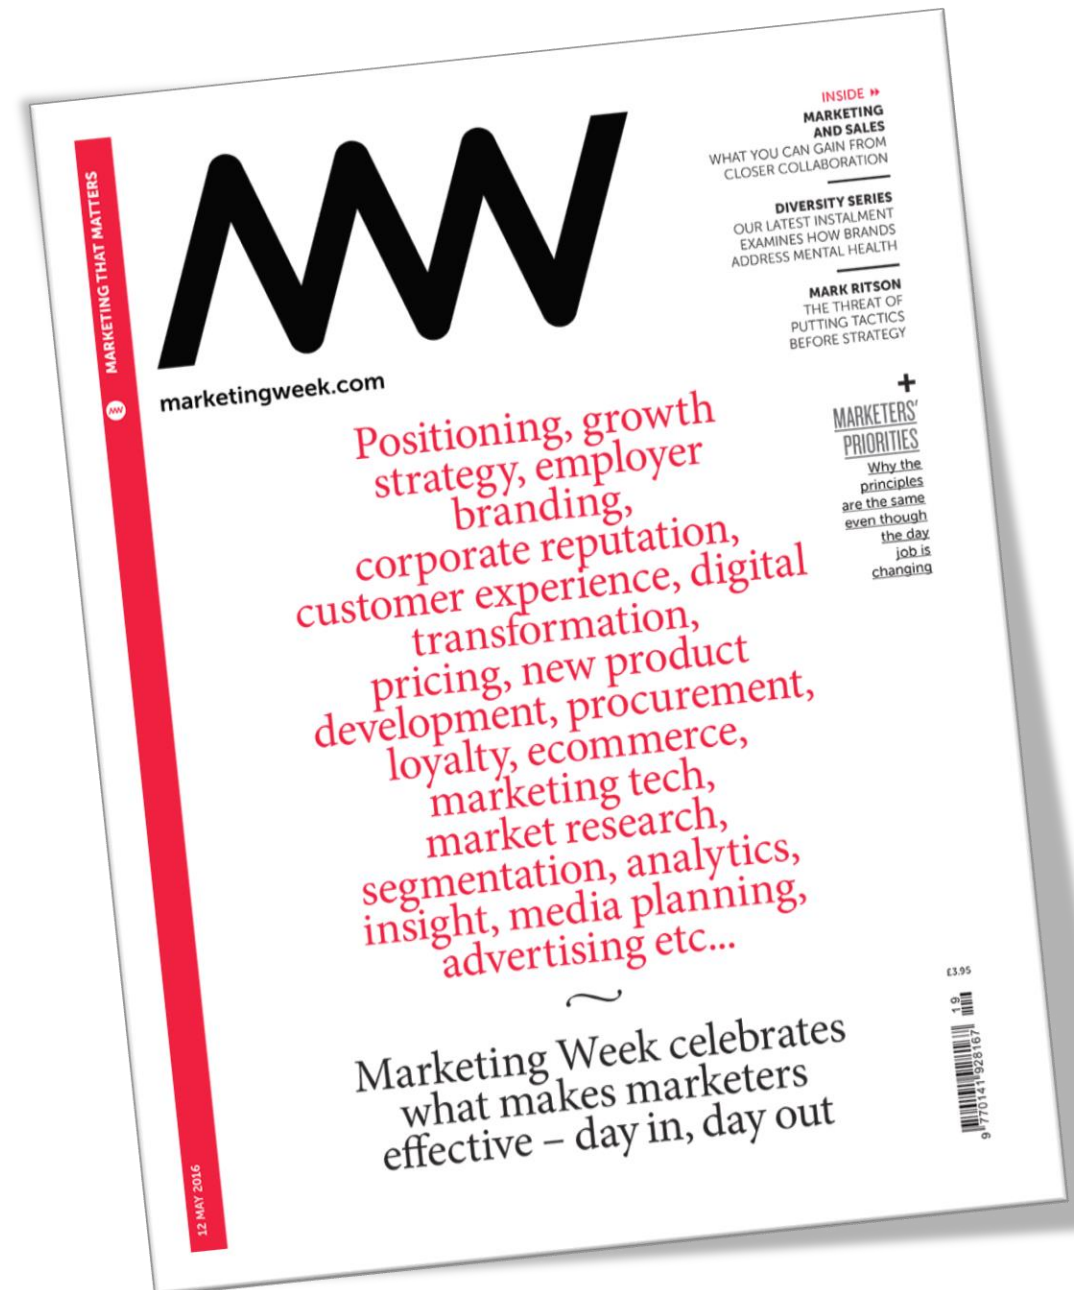 MARKETING THAT MATTERS
12 MAY 2016
marketingweek.com
INSIDE
MARKETING
AND SALES
WHAT YOU CAN GAIN FROM
CLOSER COLLABORATION
DIVERSITY SERIES
OUR LATEST INSTALMENT
EXAMINES HOW BRANDS
ADDRESS MENTAL HEALTH
MARK RITSON
THE THREAT OF
PUTTING TACTICS
BEFORE STRATEGY
+
MARKETERS'
PRIORITIES
Why the
principles
are the same
even though
the day
job is
changing
Positioning, growth
strategy, employer
branding,
corporate reputation,
customer experience, digital
transformation,
pricing, new product
development, procurement,
loyalty, ecommerce,
marketing tech,
market research,
segmentation, analytics,
insight, media planning,
advertising etc...
Marketing Week celebrates
what makes marketers
effective – day in, day out
£3.95
19
9 770141 928167